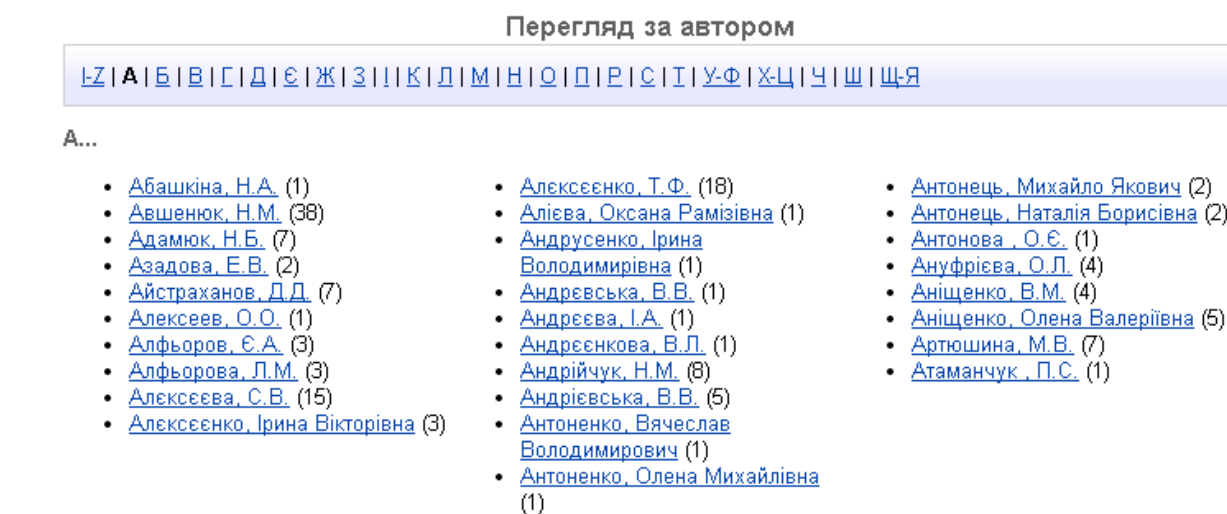 Перегляд за автором
I-Z | А | Б | В | Г | Д | Є | Ж | З | І | К | Л | М | Н | О | П | Р | С | Т | У-Ф | Х-Ц | Ч | Ш | Щ-Я
А...
• Абашкіна, Н.А. (1)
• Авшенюк, Н.М. (38)
• Адамюк, Н.Б. (7)
• Азадова, Е.В. (2)
• Айстраханов, Д.Д. (7)
• Алексеев, О.О. (1)
• Алфьоров, Є.А. (3)
• Алфьорова, Л.М. (3)
• Алєксєєва, С.В. (15)
• Алєксєєнко, Ірина Вікторівна (3)
• Алєксєєнко, Т.Ф. (18)
• Алієва, Оксана Рамізівна (1)
• Андрусенко, Ірина
Володимирівна (1)
• Андрєвська, В.В. (1)
• Андрєєва, І.А. (1)
• Андрєєнкова, В.Л. (1)
• Андрійчук, Н.М. (8)
• Андрієвська, В.В. (5)
• Антоненко, Вячеслав
Володимирович (1)
• Антоненко, Олена Михайлівна
(1)
• Антонець, Михайло Якович (2)
• Антонець, Наталія Борисівна (2)
• Антонова , О.Є. (1)
• Ануфрієва, О.Л. (4)
• Аніщенко, В.М. (4)
• Аніщенко, Олена Валеріївна (5)
• Артюшина, М.В. (7)
• Атаманчук , П.С. (1)